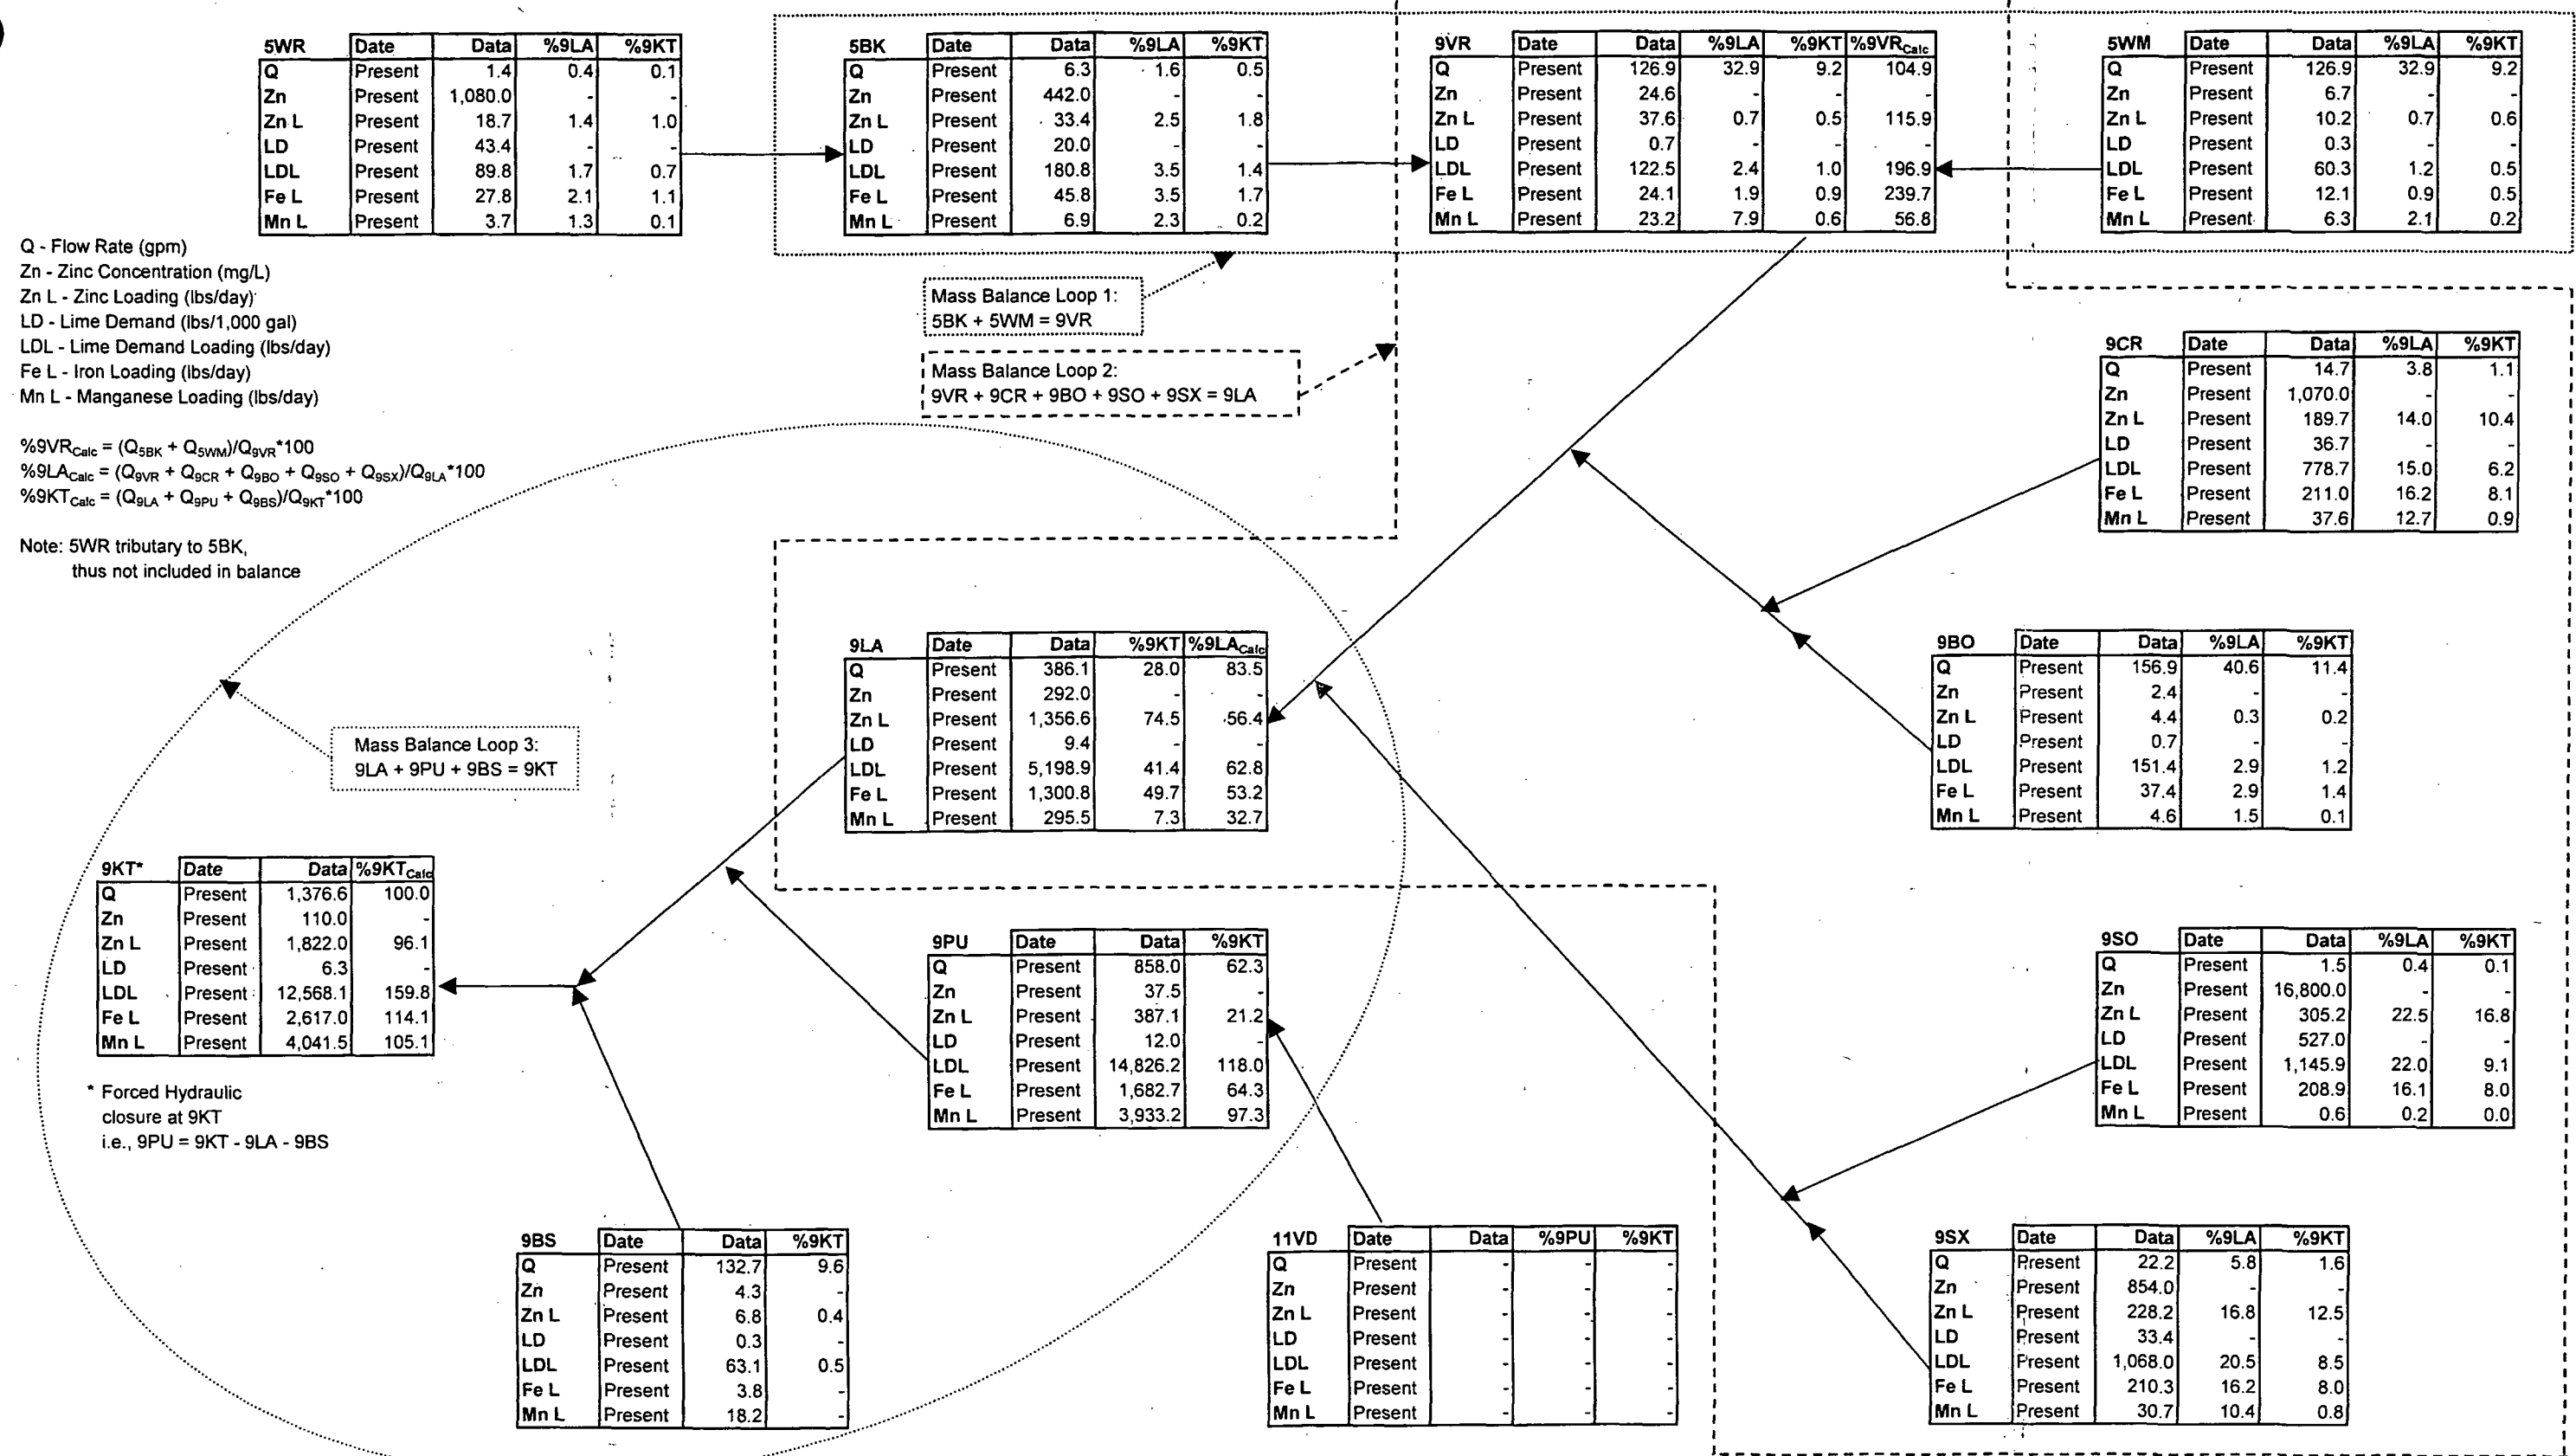 5WR Date Data %9LA %9KT
Q Present 1.4 0.4 0.1
Zn Present 1,080.0 - -
Zn L Present 18.7 1.4 1.0
LD Present 43.4 - -
LDL Present 89.8 1.7 0.7
Fe L Present 27.8 2.1 1.1
Mn L Present 3.7 1.3 0.1
5BK Date Data %9LA %9KT
Q Present 6.3 1.6 0.5
Zn Present 442.0 - -
Zn L Present 33.4 2.5 1.8
LD Present 20.0 - -
LDL Present 180.8 3.5 1.4
Fe L Present 45.8 3.5 1.7
Mn L Present 6.9 2.3 0.2
9VR Date Data %9LA %9KT %9VRCalc
Q Present 126.9 32.9 9.2 104.9
Zn Present 24.6 - - -
Zn L Present 37.6 0.7 0.5 115.9
LD Present 0.7 - - -
LDL Present 122.5 2.4 1.0 196.9
Fe L Present 24.1 1.9 0.9 239.7
Mn L Present 23.2 7.9 0.6 56.8
5WM Date Data %9LA %9KT
Q Present 126.9 32.9 9.2
Zn Present 6.7 - -
Zn L Present 10.2 0.7 0.6
LD Present 0.3 - -
LDL Present 60.3 1.2 0.5
Fe L Present 12.1 0.9 0.5
Mn L Present 6.3 2.1 0.2
Q - Flow Rate (gpm)
Zn - Zinc Concentration (mg/L)
Zn L - Zinc Loading (lbs/day)
LD - Lime Demand (lbs/1,000 gal)
LDL - Lime Demand Loading (lbs/day)
Fe L - Iron Loading (lbs/day)
Mn L - Manganese Loading (lbs/day)
%9VRCalc = (Q5BK + Q5WM)/Q9VR*100
%9LACalc = (Q9VR + Q9CR + Q9BO + Q9SO + Q9SX)/Q9LA*100
%9KTCalc = (Q9LA + Q9PU + Q9BS)/Q9KT*100
Note: 5WR tributary to 5BK,
thus not included in balance
Mass Balance Loop 1:
5BK + 5WM = 9VR
Mass Balance Loop 2:
9VR + 9CR + 9BO + 9SO + 9SX = 9LA
9CR Date Data %9LA %9KT
Q Present 14.7 3.8 1.1
Zn Present 1,070.0 - -
Zn L Present 189.7 14.0 10.4
LD Present 36.7 - -
LDL Present 778.7 15.0 6.2
Fe L Present 211.0 16.2 8.1
Mn L Present 37.6 12.7 0.9
9LA Date Data %9KT %9LACalc
Q Present 386.1 28.0 83.5
Zn Present 292.0 - -
Zn L Present 1,356.6 74.5 56.4
LD Present 9.4 - -
LDL Present 5,198.9 41.4 62.8
Fe L Present 1,300.8 49.7 53.2
Mn L Present 295.5 7.3 32.7
9BO Date Data %9LA %9KT
Q Present 156.9 40.6 11.4
Zn Present 2.4 - -
Zn L Present 4.4 0.3 0.2
LD Present 0.7 - -
LDL Present 151.4 2.9 1.2
Fe L Present 37.4 2.9 1.4
Mn L Present 4.6 1.5 0.1
Mass Balance Loop 3:
9LA + 9PU + 9BS = 9KT
9KT* Date Data %9KTCalc
Q Present 1,376.6 100.0
Zn Present 110.0 -
Zn L Present 1,822.0 96.1
LD Present 6.3 -
LDL Present 12,568.1 159.8
Fe L Present 2,617.0 114.1
Mn L Present 4,041.5 105.1
* Forced Hydraulic
closure at 9KT
i.e., 9PU = 9KT - 9LA - 9BS
9PU Date Data %9KT
Q Present 858.0 62.3
Zn Present 37.5 -
Zn L Present 387.1 21.2
LD Present 12.0 -
LDL Present 14,826.2 118.0
Fe L Present 1,682.7 64.3
Mn L Present 3,933.2 97.3
9SO Date Data %9LA %9KT
Q Present 1.5 0.4 0.1
Zn Present 16,800.0 - -
Zn L Present 305.2 22.5 16.8
LD Present 527.0 - -
LDL Present 1,145.9 22.0 9.1
Fe L Present 208.9 16.1 8.0
Mn L Present 0.6 0.2 0.0
9BS Date Data %9KT
Q Present 132.7 9.6
Zn Present 4.3 -
Zn L Present 6.8 0.4
LD Present 0.3 -
LDL Present 63.1 0.5
Fe L Present 3.8 -
Mn L Present 18.2 -
11VD Date Data %9PU %9KT
Q Present - - -
Zn Present - - -
Zn L Present - - -
LD Present - - -
LDL Present - - -
Fe L Present - - -
Mn L Present - - -
9SX Date Data %9LA %9KT
Q Present 22.2 5.8 1.6
Zn Present 854.0 - -
Zn L Present 228.2 16.8 12.5
LD Present 33.4 - -
LDL Present 1,068.0 20.5 8.5
Fe L Present 210.3 16.2 8.0
Mn L Present 30.7 10.4 0.8